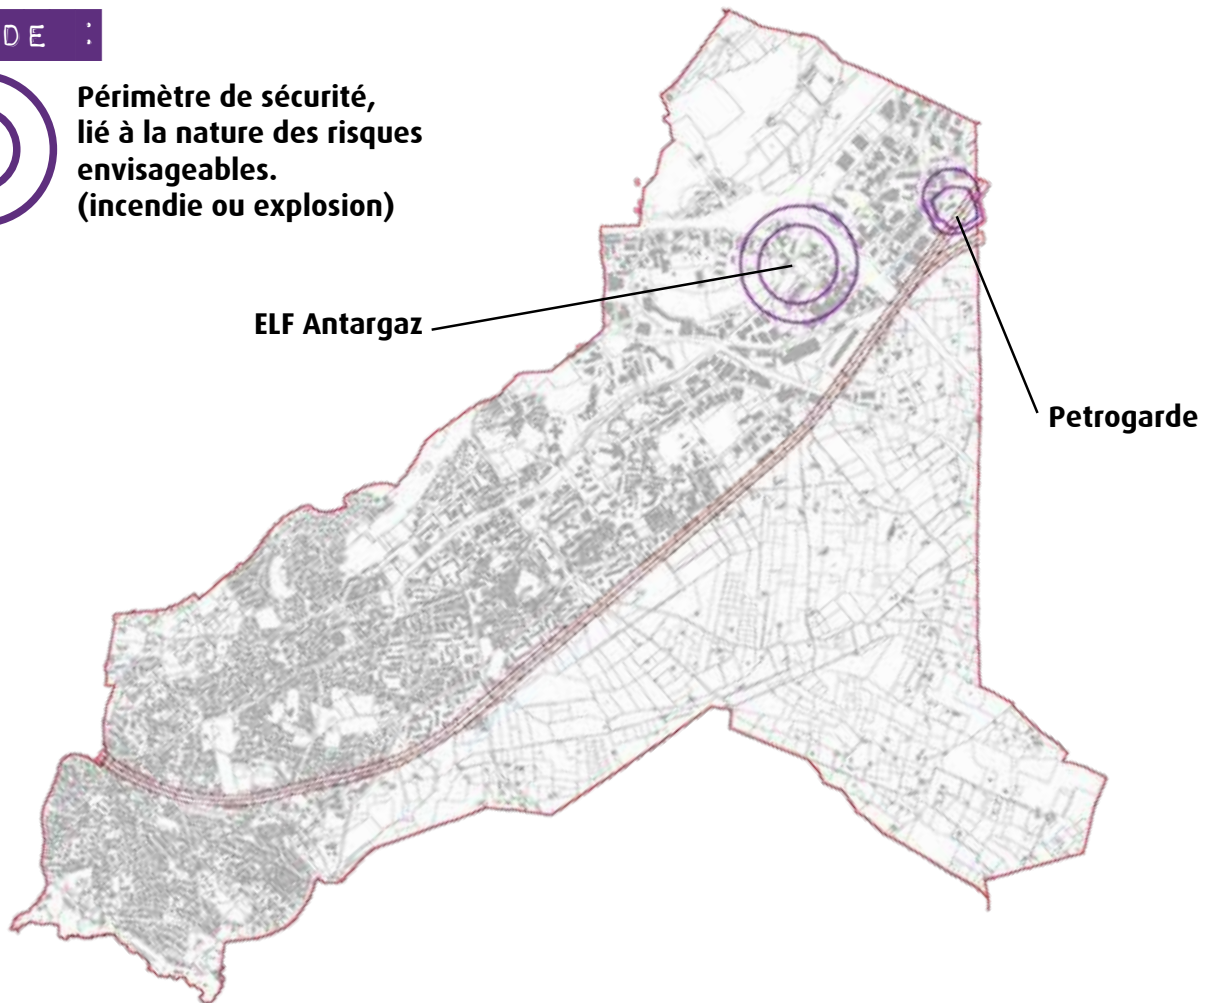 DE :
Périmètre de sécurité,
lié à la nature des risques
envisageables.
(incendie ou explosion)
ELF Antargaz
Petrogarde